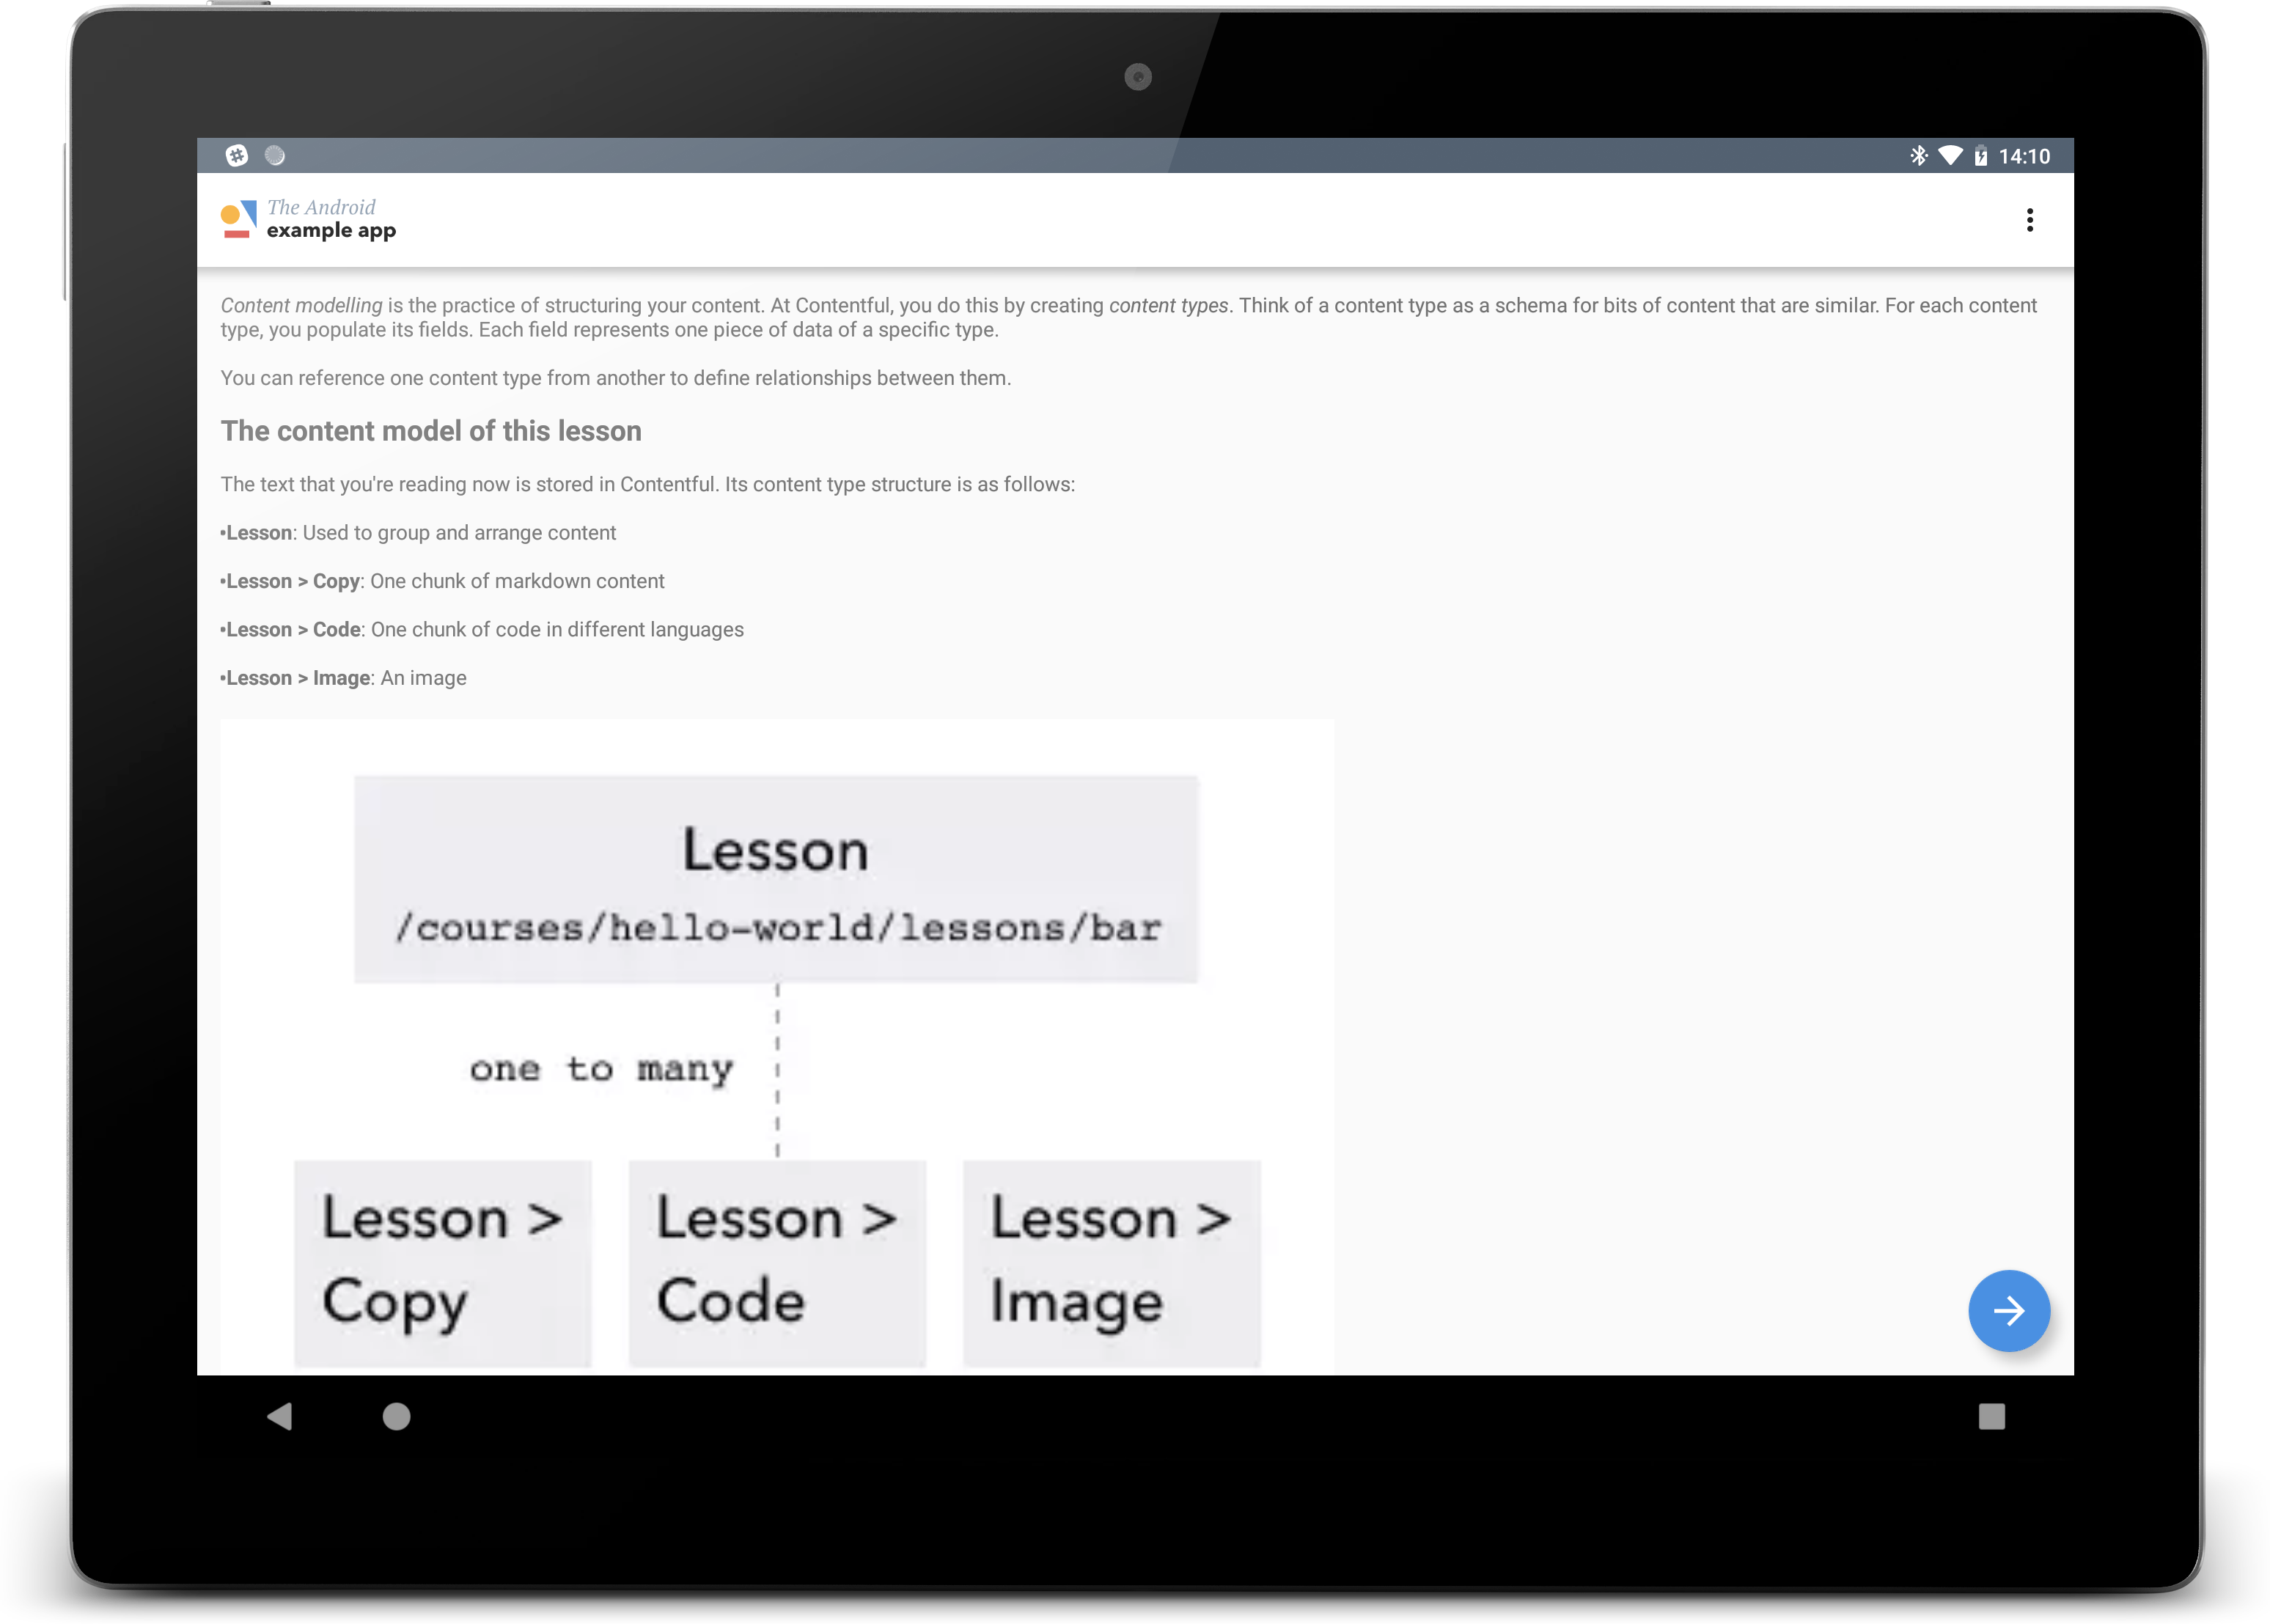 14:10
The Android
example app
Content modelling is the practice of structuring your content. At Contentful, you do this by creating content types. Think of a content type as a schema for bits of content that are similar. For each content
type, you populate its fields. Each field represents one piece of data of a specific type.
You can reference one content type from another to define relationships between them.
The content model of this lesson
The text that you're reading now is stored in Contentful. Its content type structure is as follows:
•Lesson: Used to group and arrange content
•Lesson > Copy: One chunk of markdown content
•Lesson > Code: One chunk of code in different languages
•Lesson > Image: An image
Lesson
/courses/hello-world/lessons/bar
one to many
Lesson >
Copy
Lesson >
Code
Lesson >
Image